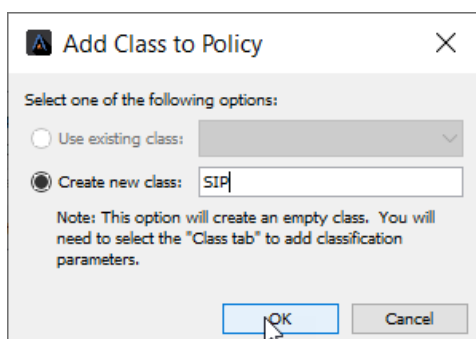 Add Class to Policy
Select one of the following options:
Use existing class:
Create new class: SIP
Note: This option will create an empty class. You will
need to select the "Class tab" to add classification
parameters.
OK Cancel